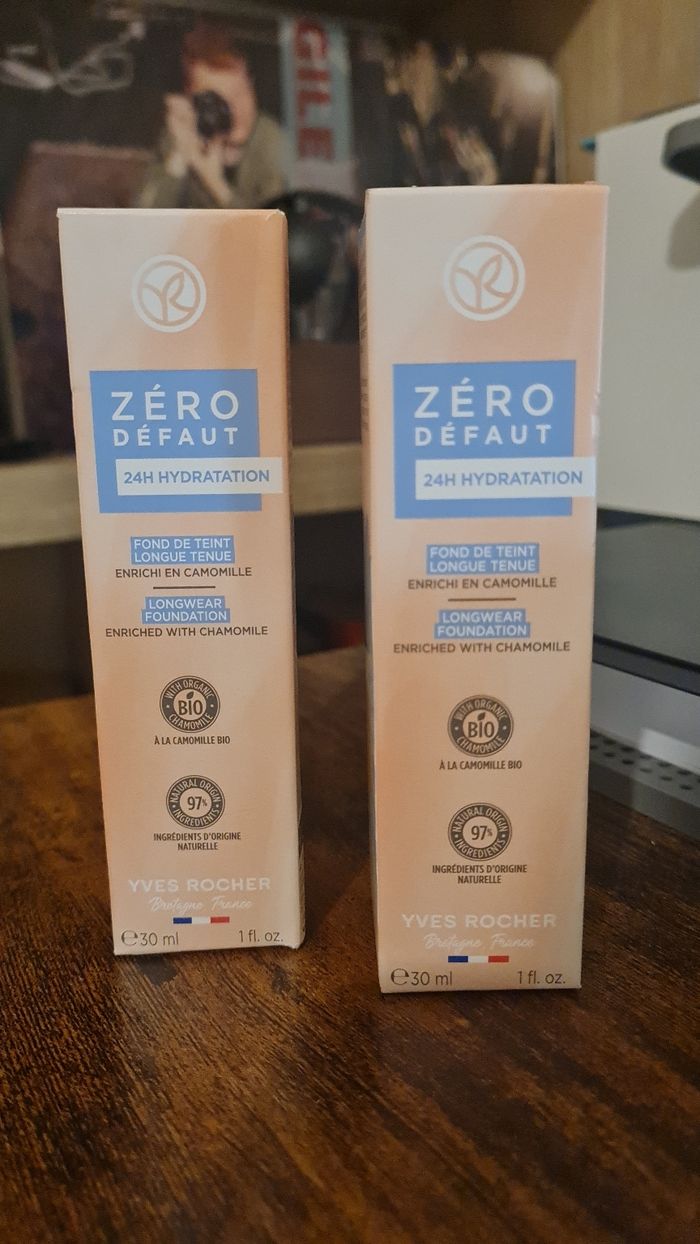 GILE
ZÉRO
DÉFAUT
24H HYDRATATION
FOND DE TEINT
LONGUE TENUE
ENRICHI EN CAMOMILLE
LONGWEAR
FOUNDATION
ENRICHED WITH CHAMOMILE
WITH ORGANIC
BIO
CHAMOMILE
À LA CAMOMILLE BIO
NATURAL ORIGIN
97%
INGREDIENTS
INGRÉDIENTS D'ORIGINE
NATURELLE
YVES ROCHER
Bretagne, France
℮30 ml 1 fl. oz.
ZÉRO
DÉFAUT
24H HYDRATATION
FOND DE TEINT
LONGUE TENUE
ENRICHI EN CAMOMILLE
LONGWEAR
FOUNDATION
ENRICHED WITH CHAMOMILE
WITH ORGANIC
BIO
CHAMOMILE
À LA CAMOMILLE BIO
NATURAL ORIGIN
97%
INGREDIENTS
INGRÉDIENTS D'ORIGINE
NATURELLE
YVES ROCHER
Bretagne, France
℮30 ml 1 fl. oz.